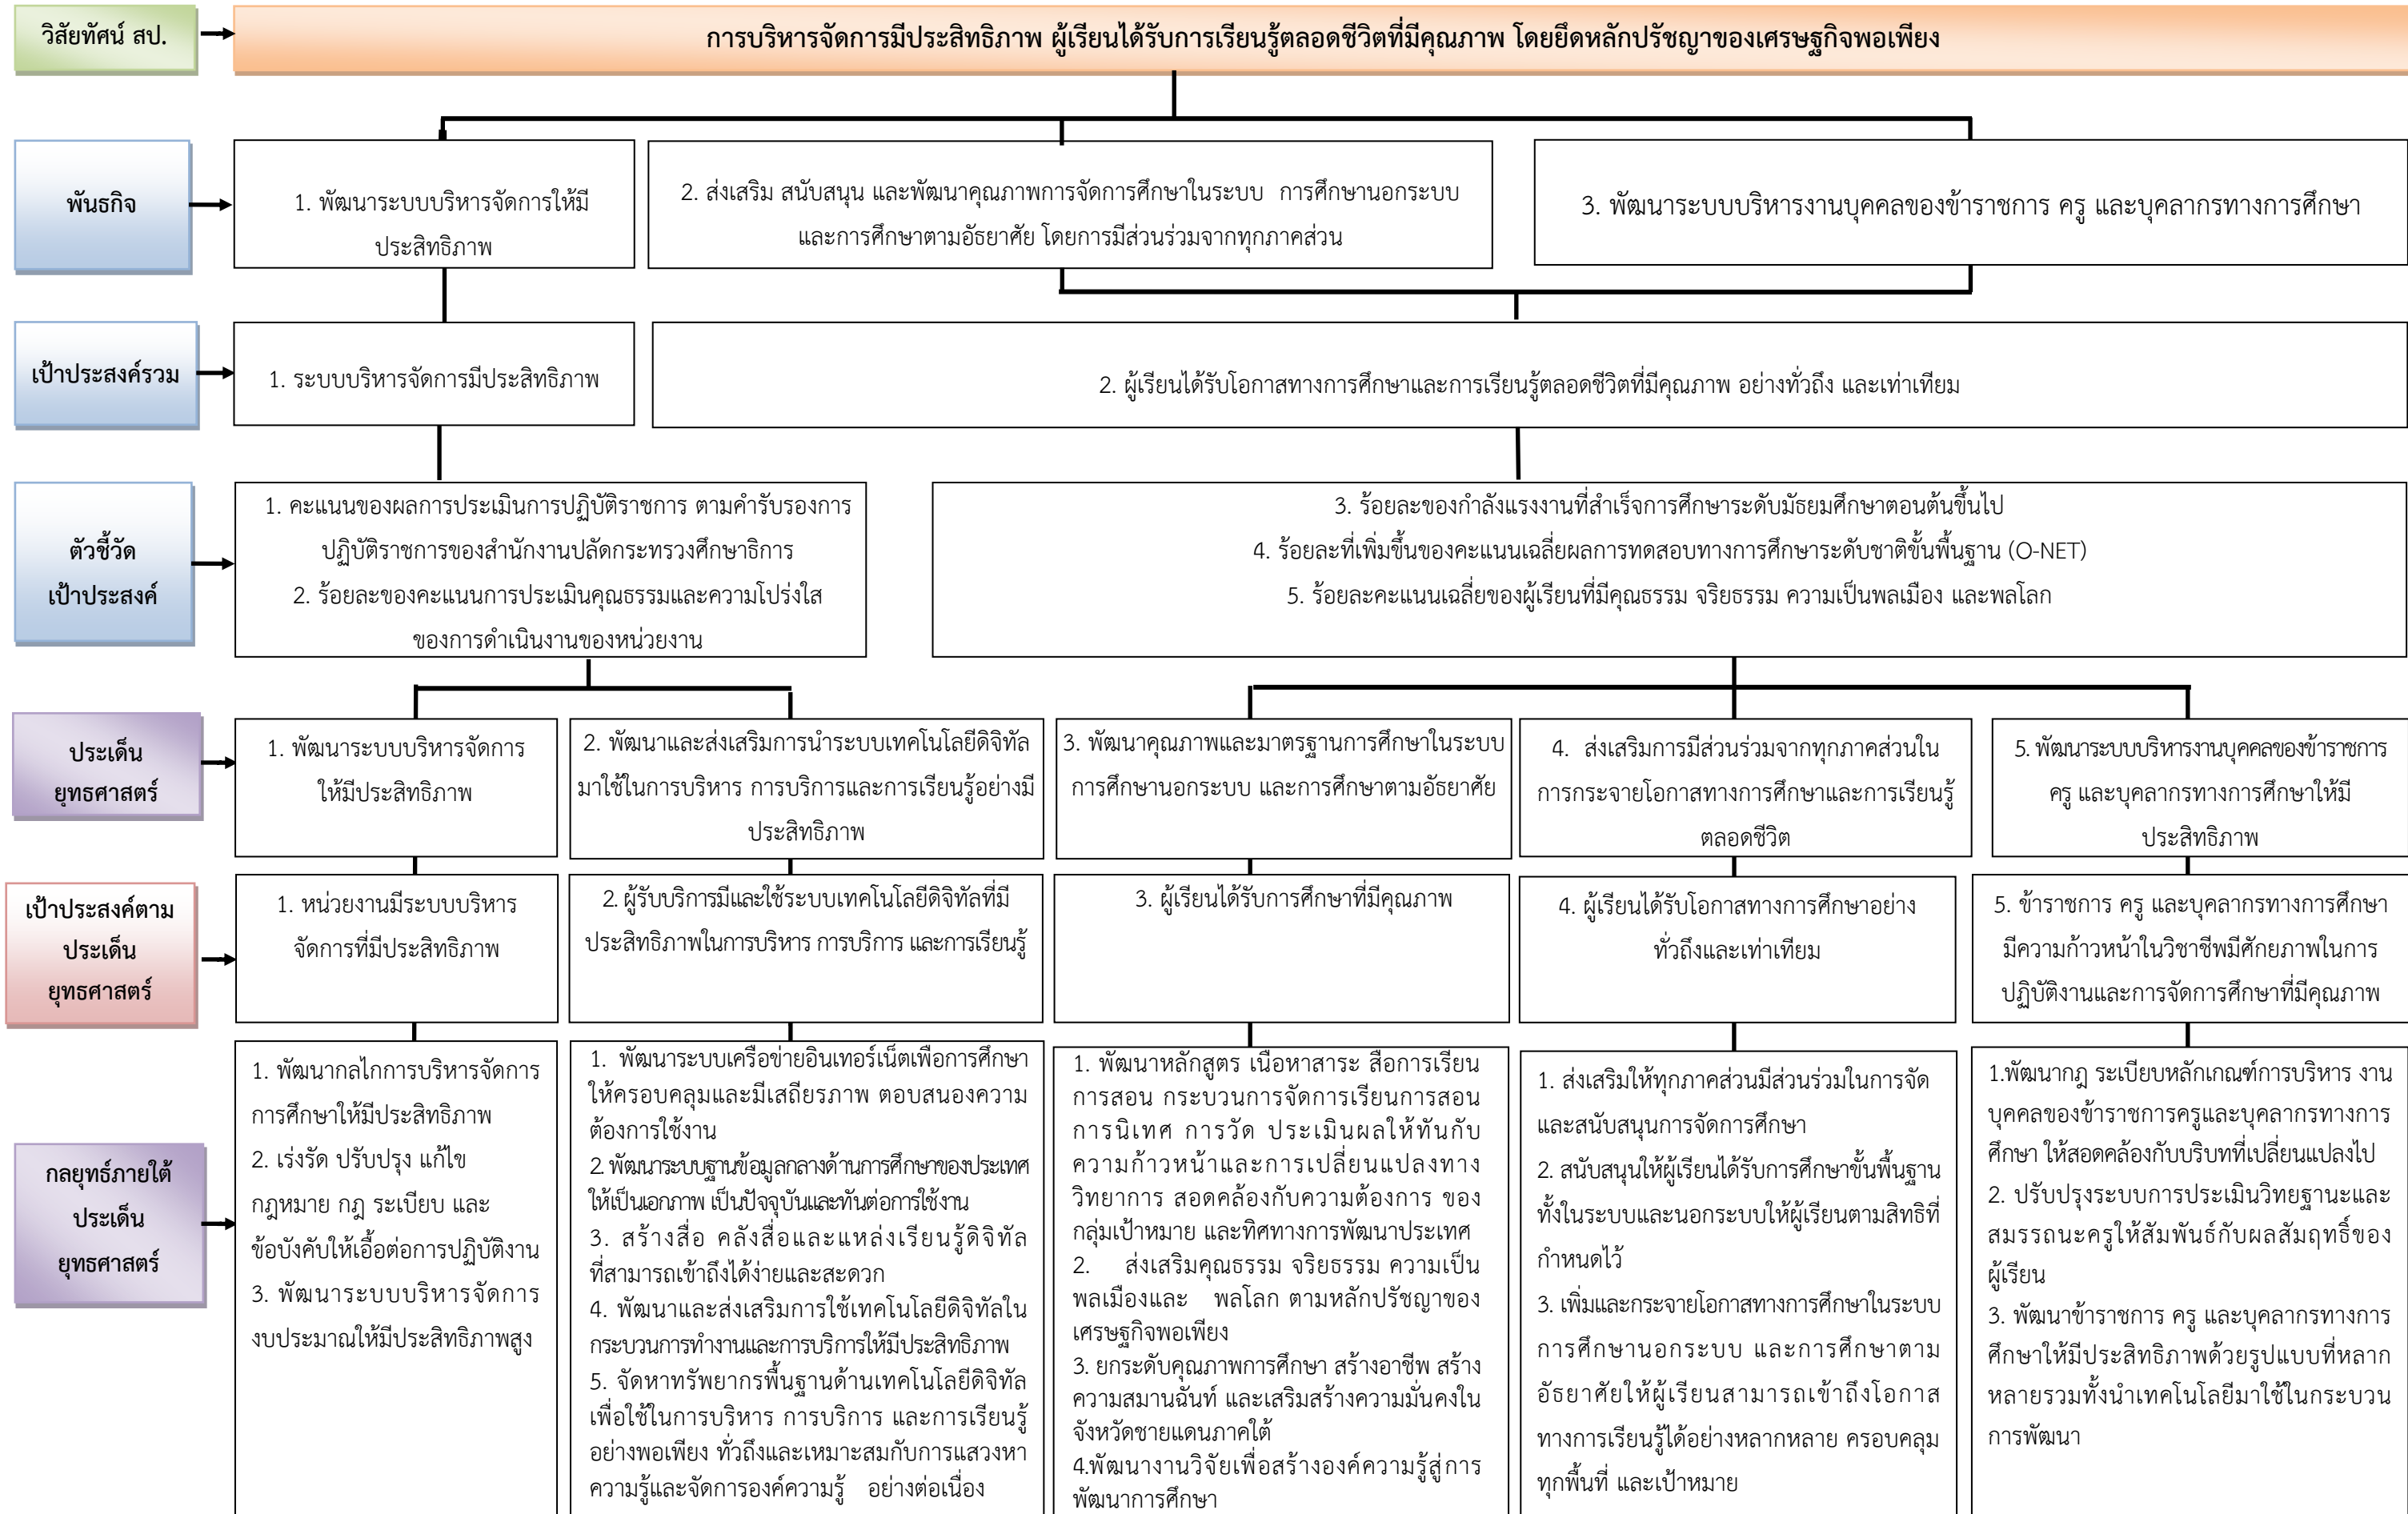 วิสัยทัศน์ สป.
การบริหารจัดการมีประสิทธิภาพ ผู้เรียนได้รับการเรียนรู้ตลอดชีวิตที่มีคุณภาพ โดยยึดหลักปรัชญาของเศรษฐกิจพอเพียง
พันธกิจ
1. พัฒนาระบบบริหารจัดการให้มี
ประสิทธิภาพ
2. ส่งเสริม สนับสนุน และพัฒนาคุณภาพการจัดการศึกษาในระบบ การศึกษานอกระบบ
และการศึกษาตามอัธยาศัย โดยการมีส่วนร่วมจากทุกภาคส่วน
3. พัฒนาระบบบริหารงานบุคคลของข้าราชการ ครู และบุคลากรทางการศึกษา
เป้าประสงค์รวม
1. ระบบบริหารจัดการมีประสิทธิภาพ
2. ผู้เรียนได้รับโอกาสทางการศึกษาและการเรียนรู้ตลอดชีวิตที่มีคุณภาพ อย่างทั่วถึง และเท่าเทียม
ตัวชี้วัด
เป้าประสงค์
1. คะแนนของผลการประเมินการปฏิบัติราชการ ตามคำรับรองการ
ปฏิบัติราชการของสำนักงานปลัดกระทรวงศึกษาธิการ
2. ร้อยละของคะแนนการประเมินคุณธรรมและความโปร่งใส
ของการดำเนินงานของหน่วยงาน
3. ร้อยละของกำลังแรงงานที่สำเร็จการศึกษาระดับมัธยมศึกษาตอนต้นขึ้นไป
4. ร้อยละที่เพิ่มขึ้นของคะแนนเฉลี่ยผลการทดสอบทางการศึกษาระดับชาติขั้นพื้นฐาน (O-NET)
5. ร้อยละคะแนนเฉลี่ยของผู้เรียนที่มีคุณธรรม จริยธรรม ความเป็นพลเมือง และพลโลก
ประเด็น
ยุทธศาสตร์
1. พัฒนาระบบบริหารจัดการ
ให้มีประสิทธิภาพ
2. พัฒนาและส่งเสริมการนำระบบเทคโนโลยีดิจิทัล
มาใช้ในการบริหาร การบริการและการเรียนรู้อย่างมี
ประสิทธิภาพ
3. พัฒนาคุณภาพและมาตรฐานการศึกษาในระบบ
การศึกษานอกระบบ และการศึกษาตามอัธยาศัย
4. ส่งเสริมการมีส่วนร่วมจากทุกภาคส่วนใน
การกระจายโอกาสทางการศึกษาและการเรียนรู้
ตลอดชีวิต
5. พัฒนาระบบบริหารงานบุคคลของข้าราชการ
ครู และบุคลากรทางการศึกษาให้มี
ประสิทธิภาพ
เป้าประสงค์ตาม
ประเด็น
ยุทธศาสตร์
1. หน่วยงานมีระบบบริหาร
จัดการที่มีประสิทธิภาพ
2. ผู้รับบริการมีและใช้ระบบเทคโนโลยีดิจิทัลที่มี
ประสิทธิภาพในการบริหาร การบริการ และการเรียนรู้
3. ผู้เรียนได้รับการศึกษาที่มีคุณภาพ
4. ผู้เรียนได้รับโอกาสทางการศึกษาอย่าง
ทั่วถึงและเท่าเทียม
5. ข้าราชการ ครู และบุคลากรทางการศึกษา
มีความก้าวหน้าในวิชาชีพมีศักยภาพในการ
ปฏิบัติงานและการจัดการศึกษาที่มีคุณภาพ
กลยุทธ์ภายใต้
ประเด็น
ยุทธศาสตร์
1. พัฒนากลไกการบริหารจัดการ
การศึกษาให้มีประสิทธิภาพ
2. เร่งรัด ปรับปรุง แก้ไข
กฎหมาย กฎ ระเบียบ และ
ข้อบังคับให้เอื้อต่อการปฏิบัติงาน
3. พัฒนาระบบบริหารจัดการ
งบประมาณให้มีประสิทธิภาพสูง
1. พัฒนาระบบเครือข่ายอินเทอร์เน็ตเพื่อการศึกษา
ให้ครอบคลุมและมีเสถียรภาพ ตอบสนองความ
ต้องการใช้งาน
2. พัฒนาระบบฐานข้อมูลกลางด้านการศึกษาของประเทศ
ให้เป็นเอกภาพ เป็นปัจจุบันและทันต่อการใช้งาน
3. สร้างสื่อ คลังสื่อและแหล่งเรียนรู้ดิจิทัล
ที่สามารถเข้าถึงได้ง่ายและสะดวก
4. พัฒนาและส่งเสริมการใช้เทคโนโลยีดิจิทัลใน
กระบวนการทำงานและการบริการให้มีประสิทธิภาพ
5. จัดหาทรัพยากรพื้นฐานด้านเทคโนโลยีดิจิทัล
เพื่อใช้ในการบริหาร การบริการ และการเรียนรู้
อย่างพอเพียง ทั่วถึงและเหมาะสมกับการแสวงหา
ความรู้และจัดการองค์ความรู้ อย่างต่อเนื่อง
1. พัฒนาหลักสูตร เนื้อหาสาระ สื่อการเรียน
การสอน กระบวนการจัดการเรียนการสอน
การนิเทศ การวัด ประเมินผลให้ทันกับ
ความก้าวหน้าและการเปลี่ยนแปลงทาง
วิทยาการ สอดคล้องกับความต้องการ ของ
กลุ่มเป้าหมาย และทิศทางการพัฒนาประเทศ
2. ส่งเสริมคุณธรรม จริยธรรม ความเป็น
พลเมืองและ พลโลก ตามหลักปรัชญาของ
เศรษฐกิจพอเพียง
3. ยกระดับคุณภาพการศึกษา สร้างอาชีพ สร้าง
ความสมานฉันท์ และเสริมสร้างความมั่นคงใน
จังหวัดชายแดนภาคใต้
4.พัฒนางานวิจัยเพื่อสร้างองค์ความรู้สู่การ
พัฒนาการศึกษา
1. ส่งเสริมให้ทุกภาคส่วนมีส่วนร่วมในการจัด
และสนับสนุนการจัดการศึกษา
2. สนับสนุนให้ผู้เรียนได้รับการศึกษาขั้นพื้นฐาน
ทั้งในระบบและนอกระบบให้ผู้เรียนตามสิทธิที่
กำหนดไว้
3. เพิ่มและกระจายโอกาสทางการศึกษาในระบบ
การศึกษานอกระบบ และการศึกษาตาม
อัธยาศัยให้ผู้เรียนสามารถเข้าถึงโอกาส
ทางการเรียนรู้ได้อย่างหลากหลาย ครอบคลุม
ทุกพื้นที่ และเป้าหมาย
1.พัฒนากฎ ระเบียบหลักเกณฑ์การบริหาร งาน
บุคคลของข้าราชการครูและบุคลากรทางการ
ศึกษา ให้สอดคล้องกับบริบทที่เปลี่ยนแปลงไป
2. ปรับปรุงระบบการประเมินวิทยฐานะและ
สมรรถนะครูให้สัมพันธ์กับผลสัมฤทธิ์ของ
ผู้เรียน
3. พัฒนาข้าราชการ ครู และบุคลากรทางการ
ศึกษาให้มีประสิทธิภาพด้วยรูปแบบที่หลาก
หลายรวมทั้งนำเทคโนโลยีมาใช้ในกระบวน
การพัฒนา